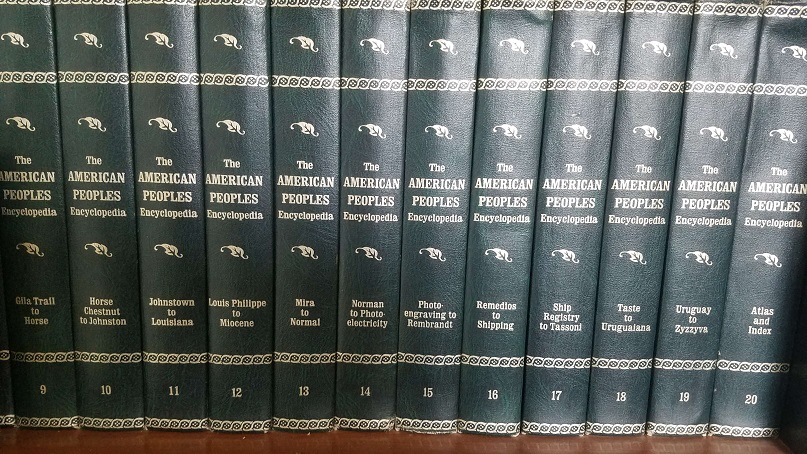 The
AMERICAN
PEOPLES
Encyclopedia
Gila Trail
to
Horse
9
The
AMERICAN
PEOPLES
Encyclopedia
Horse
Chestnut
to Johnston
10
The
AMERICAN
PEOPLES
Encyclopedia
Johnstown
to
Louisiana
11
The
AMERICAN
PEOPLES
Encyclopedia
Louis Philippe
to
Miocene
12
The
AMERICAN
PEOPLES
Encyclopedia
Mira
to
Normal
13
The
AMERICAN
PEOPLES
Encyclopedia
Norman
to Photo-
electricity
14
The
AMERICAN
PEOPLES
Encyclopedia
Photo-
engraving to
Rembrandt
15
The
AMERICAN
PEOPLES
Encyclopedia
Remedios
to
Shipping
16
The
AMERICAN
PEOPLES
Encyclopedia
Ship
Registry
to Tassoni
17
The
AMERICAN
PEOPLES
Encyclopedia
Taste
to
Uruguaiana
18
The
AMERICAN
PEOPLES
Encyclopedia
Uruguay
to
Zyzzyva
19
The
AMERICAN
PEOPLES
Encyclopedia
Atlas
and
Index
20